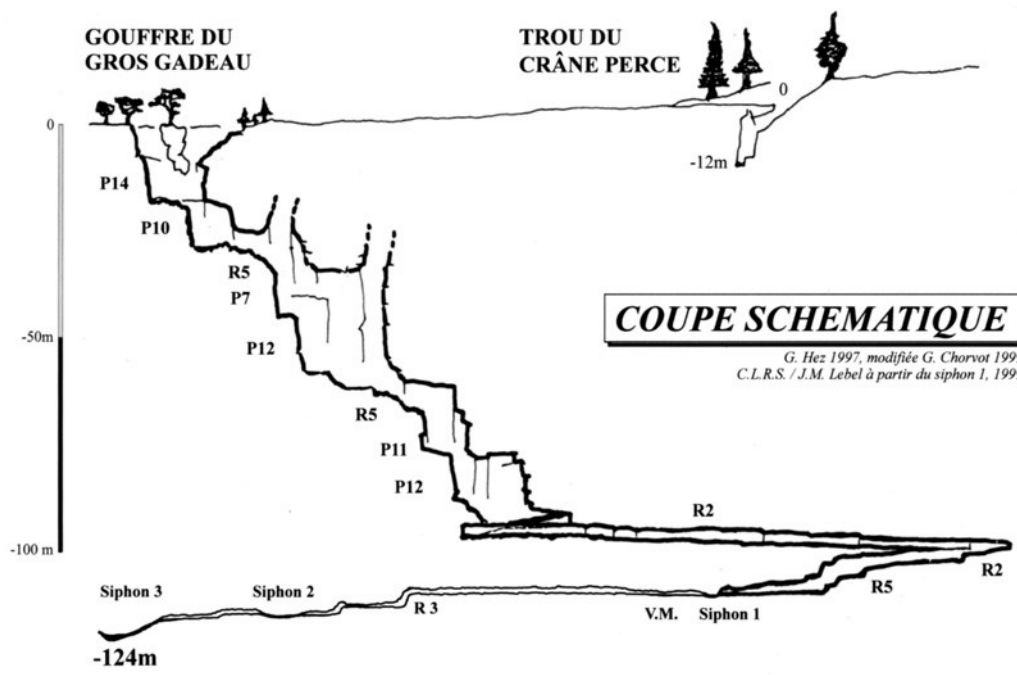 GOUFFRE DU
GROS GADEAU
TROU DU
CRÂNE PERCE
0
0
-12m
P14
P10
R5
P7
-50m
P12
COUPE SCHEMATIQUE
G. Hez 1997, modifiée G. Chorvot 199
C.L.R.S. / J.M. Lebel à partir du siphon 1, 199
R5
P11
P12
R2
-100 m
R2
R5
Siphon 3
Siphon 2
R 3
V.M.
Siphon 1
-124m